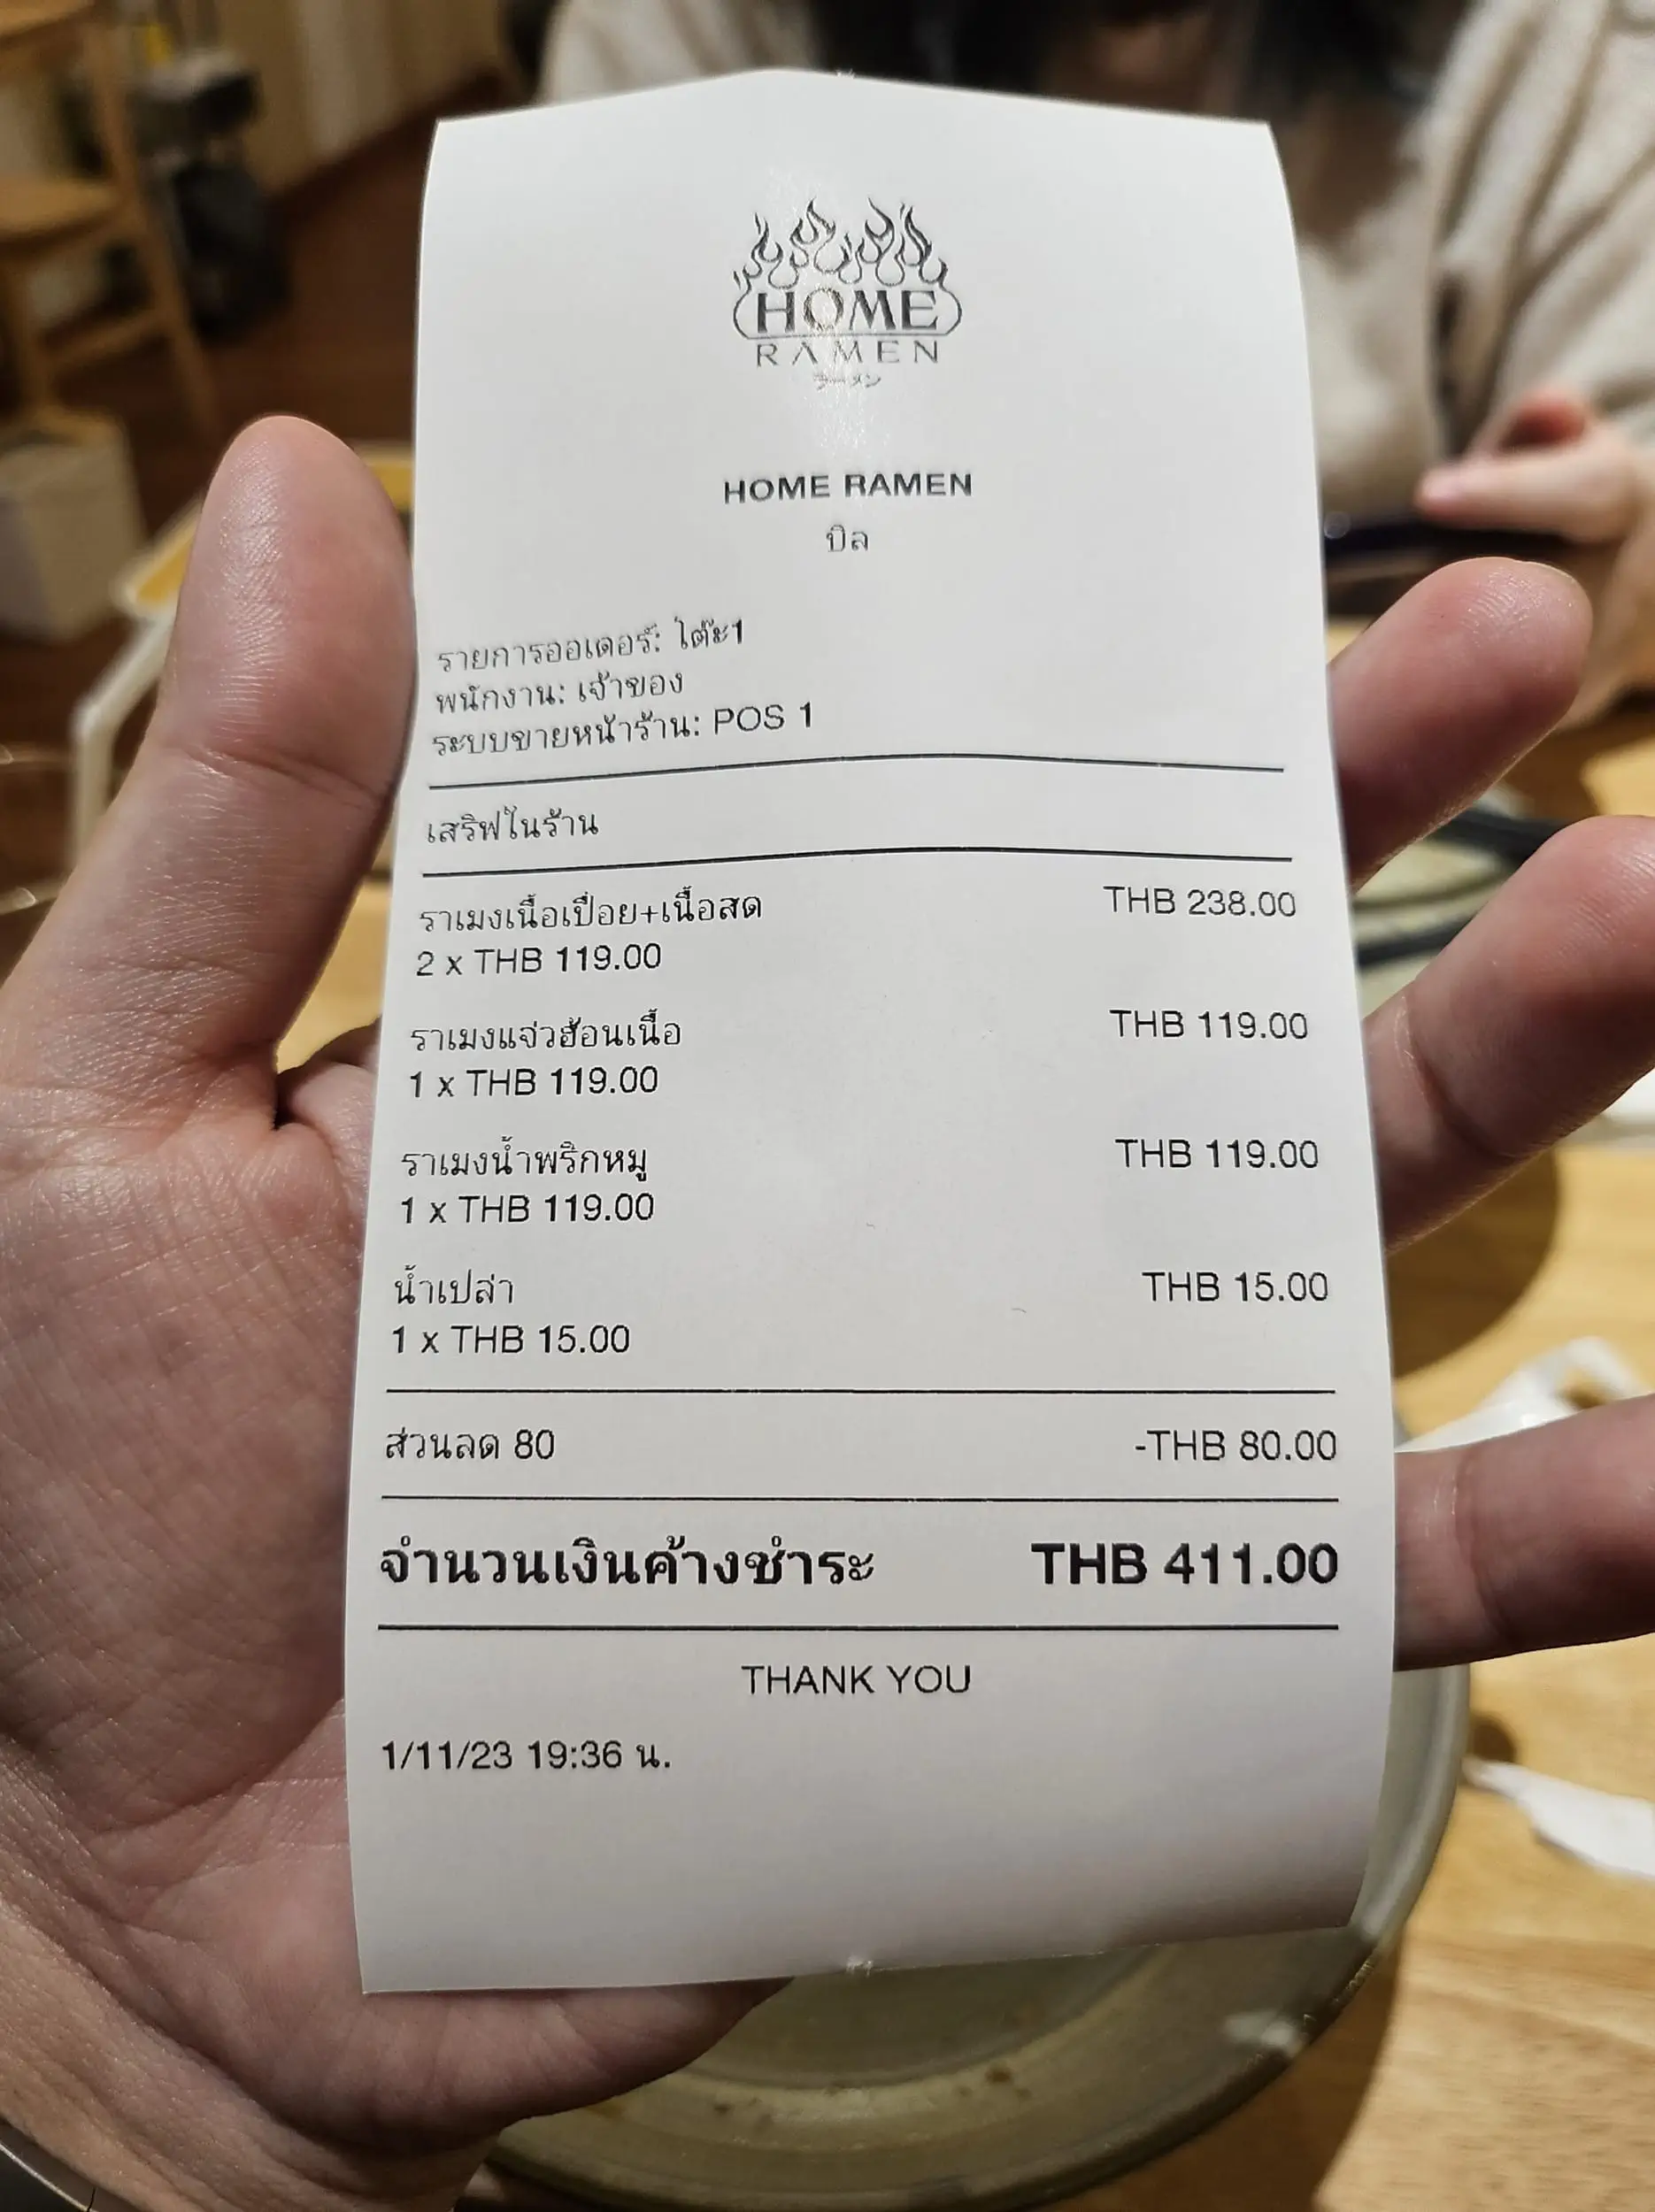 HOME
RAMEN
ラーメン
HOME RAMEN
บิล
รายการออเดอร์: โต๊ะ1
พนักงาน: เจ้าของ
ระบบขายหน้าร้าน: POS 1
เสริฟในร้าน
ราเมงเนื้อเปื่อย+เนื้อสด THB 238.00
2 x THB 119.00
ราเมงแจ่วฮ้อนเนื้อ THB 119.00
1 x THB 119.00
ราเมงน้ำพริกหมู THB 119.00
1 x THB 119.00
น้ำเปล่า THB 15.00
1 x THB 15.00
ส่วนลด 80 -THB 80.00
จำนวนเงินค้างชำระ THB 411.00
THANK YOU
1/11/23 19:36 น.